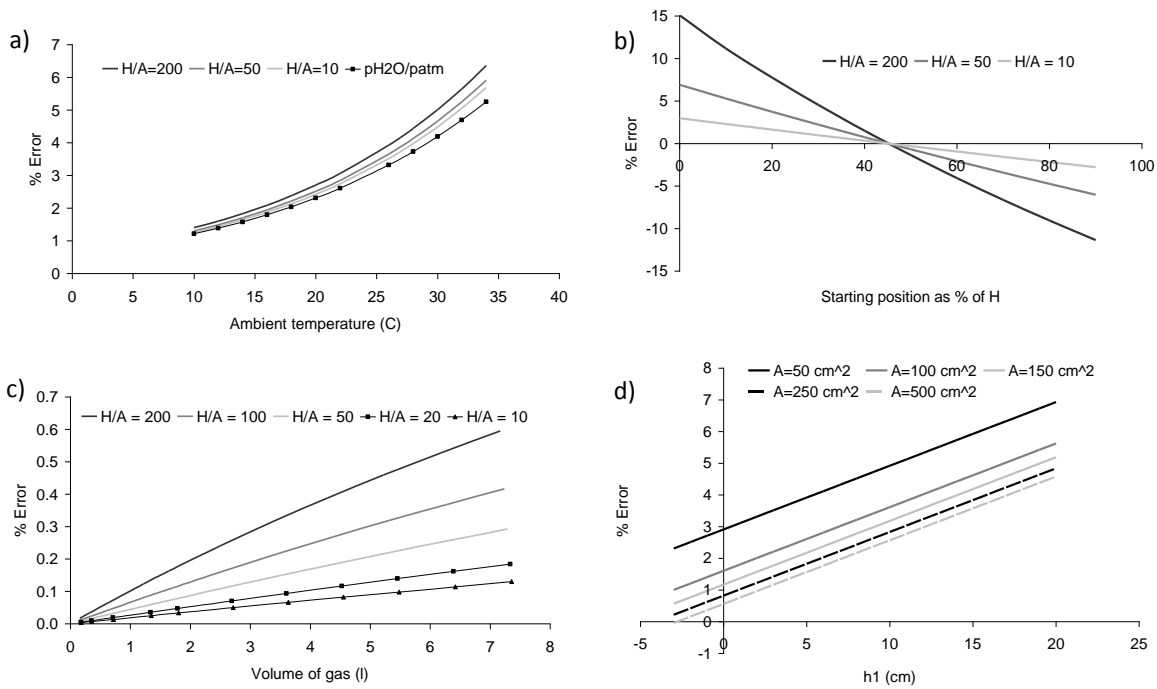 a)
7
6
5
4
3
2
1
0
% Error
H/A=200 H/A=50 H/A=10 pH2O/patm
0 5 10 15 20 25 30 35 40
Ambient temperature (C)
b)
15
10
5
0
-5
-10
-15
% Error
H/A = 200 H/A = 50 H/A = 10
0 20 40 60 80 100
Starting position as % of H
c)
0.7
0.6
0.5
0.4
0.3
0.2
0.1
0.0
% Error
H/A = 200 H/A = 100 H/A = 50 H/A = 20 H/A = 10
0 1 2 3 4 5 6 7 8
Volume of gas (l)
d)
8
7
6
5
4
3
2
1
0
-1
% Error
A=50 cm^2 A=100 cm^2 A=150 cm^2
A=250 cm^2 A=500 cm^2
-5 0 5 10 15 20 25
h1 (cm)